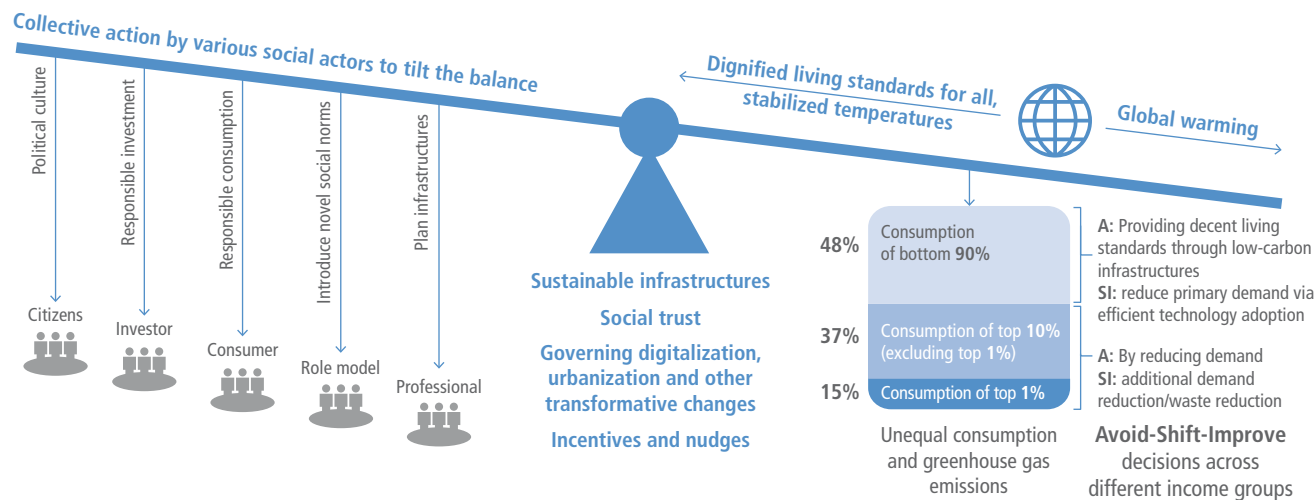 Collective action by various social actors to tilt the balance
Political culture
Responsible investment
Responsible consumption
Introduce novel social norms
Plan infrastructures
Citizens
Investor
Consumer
Role model
Professional
Dignified living standards for all,
stabilized temperatures
Global warming
Sustainable infrastructures
Social trust
Governing digitalization,
urbanization and other
transformative changes
Incentives and nudges
48%
Consumption
of bottom 90%
37%
Consumption of top 10%
(excluding top 1%)
15%
Consumption of top 1%
Unequal consumption
and greenhouse gas
emissions
A: Providing decent living
standards through low-carbon
infrastructures
SI: reduce primary demand via
efficient technology adoption
A: By reducing demand
SI: additional demand
reduction/waste reduction
Avoid-Shift-Improve
decisions across
different income groups